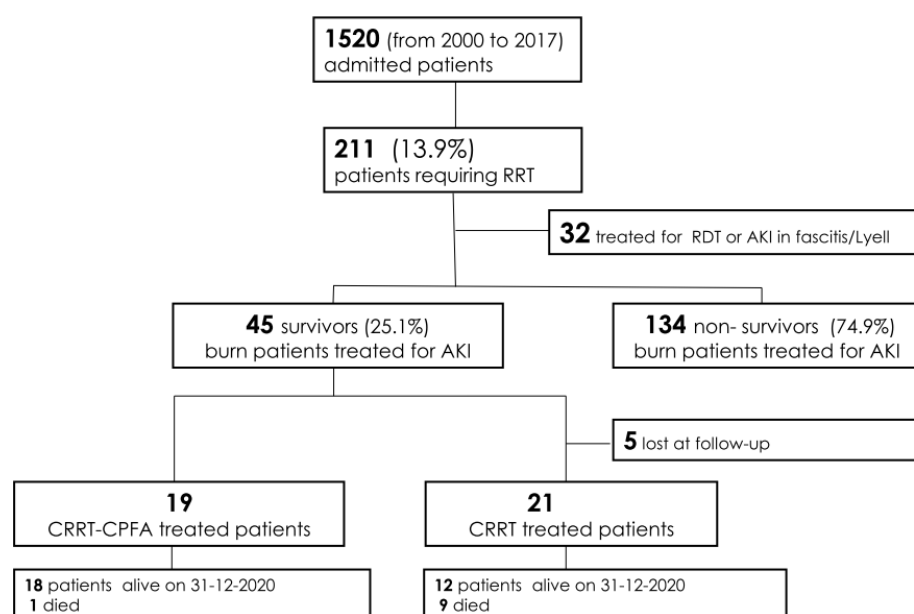 1520 (from 2000 to 2017)
admitted patients
211 (13.9%)
patients requiring RRT
32 treated for RDT or AKI in fascitis/Lyell
45 survivors (25.1%)
burn patients treated for AKI
134 non- survivors (74.9%)
burn patients treated for AKI
5 lost at follow-up
19
CRRT-CPFA treated patients
21
CRRT treated patients
18 patients alive on 31-12-2020
1 died
12 patients alive on 31-12-2020
9 died